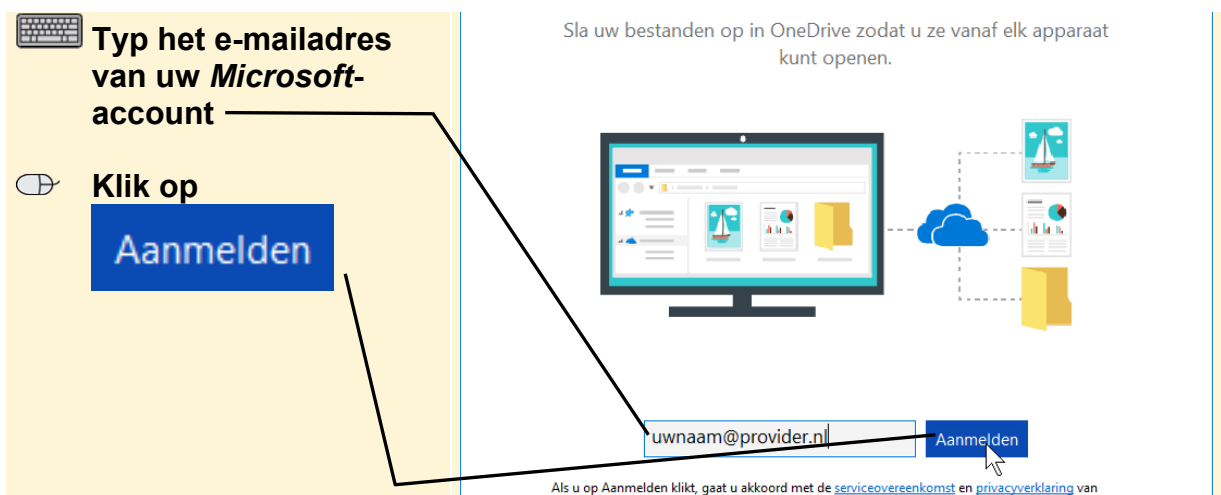 Typ het e-mailadres
van uw Microsoft-
account
Klik op
Aanmelden
Sla uw bestanden op in OneDrive zodat u ze vanaf elk apparaat
kunt openen.
uwnaam@provider.nl
Aanmelden
Als u op Aanmelden klikt, gaat u akkoord met de serviceovereenkomst en privacyverklaring van